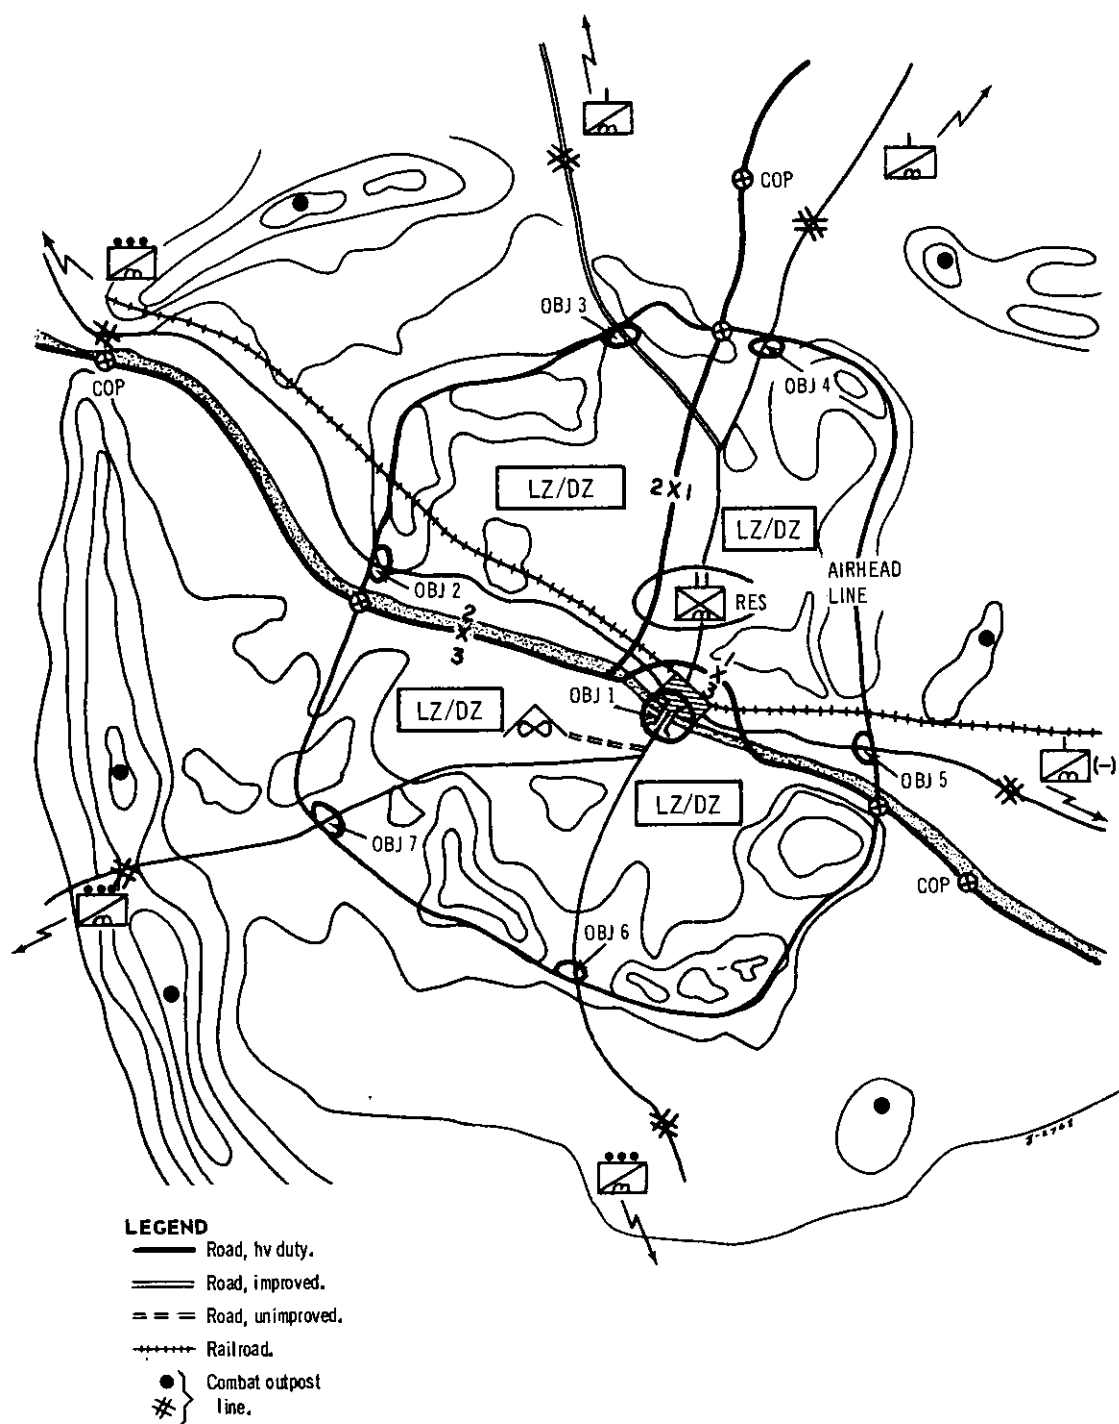 COP
OBJ 3
COP
OBJ 4
LZ/DZ
2X1
LZ/DZ
AIRHEAD
LINE
OBJ 2
RES
2
X
3
1
X
3
OBJ 1
LZ/DZ
(-)
OBJ 5
LZ/DZ
OBJ 7
COP
OBJ 6
LEGEND
Road, hv duty.
Road, improved.
Road, unimproved.
Railroad.
Combat outpost
line.